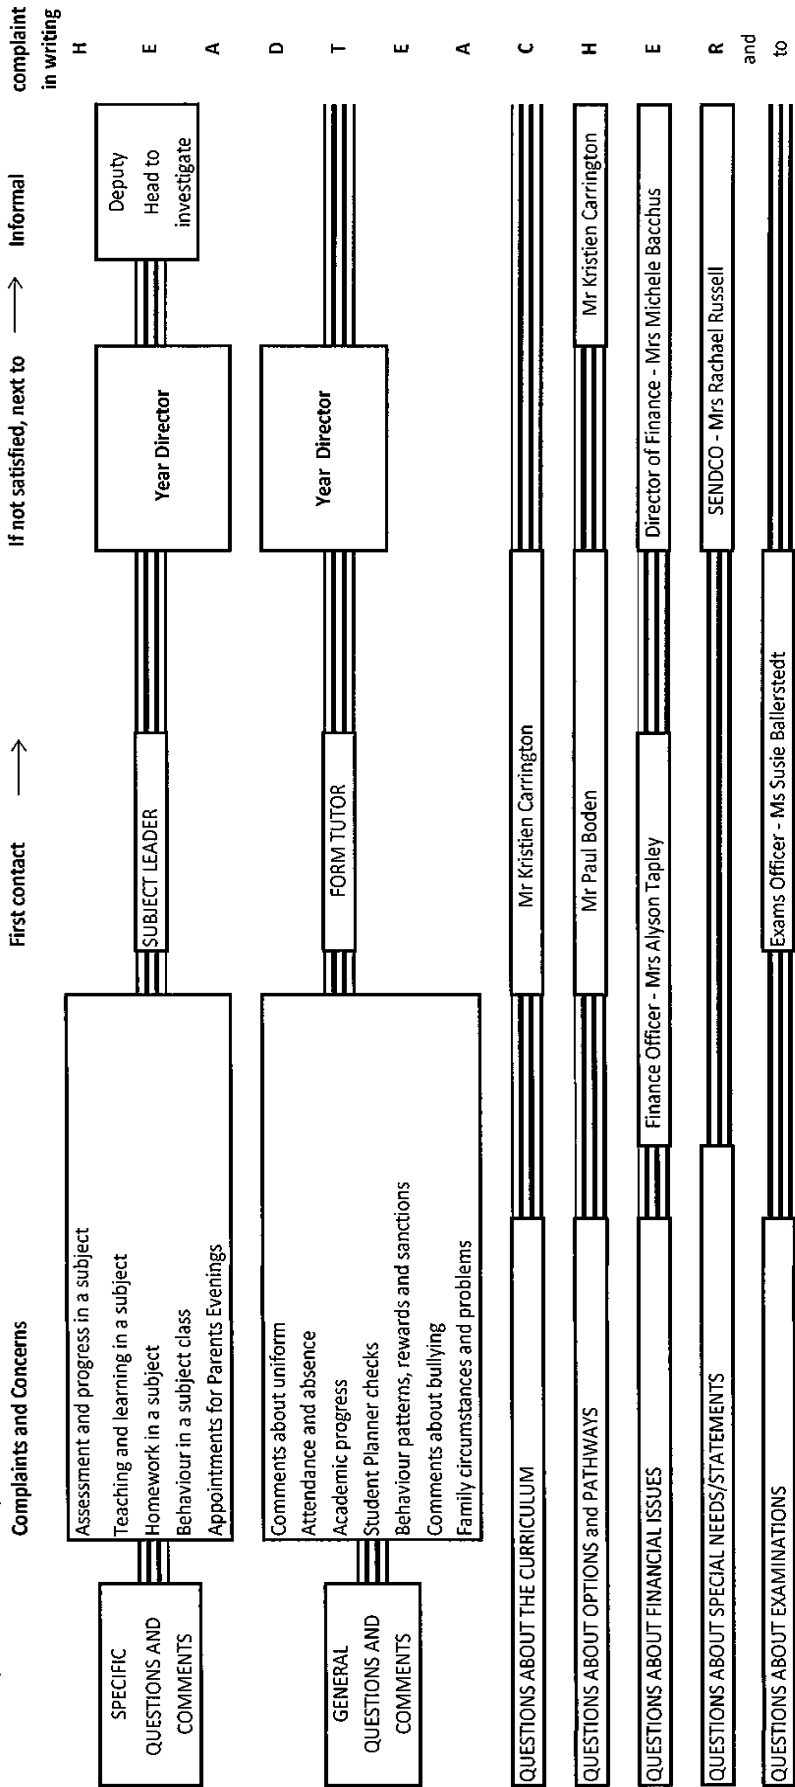 Complaints and Concerns
First contact →
If not satisfied, next to →
Informal
complaint
in writing
SPECIFIC
QUESTIONS AND
COMMENTS
Assessment and progress in a subject
Teaching and learning in a subject
Homework in a subject
Behaviour in a subject class
Appointments for Parents Evenings
SUBJECT LEADER
Year Director
Deputy
Head to
investigate
GENERAL
QUESTIONS AND
COMMENTS
Comments about uniform
Attendance and absence
Academic progress
Student Planner checks
Behaviour patterns, rewards and sanctions
Comments about bullying
Family circumstances and problems
FORM TUTOR
Year Director
QUESTIONS ABOUT THE CURRICULUM
Mr Kristien Carrington
QUESTIONS ABOUT OPTIONS and PATHWAYS
Mr Paul Boden
Mr Kristien Carrington
QUESTIONS ABOUT FINANCIAL ISSUES
Finance Officer - Mrs Alyson Tapley
Director of Finance - Mrs Michele Bacchus
QUESTIONS ABOUT SPECIAL NEEDS/STATEMENTS
SENDCO - Mrs Rachael Russell
QUESTIONS ABOUT EXAMINATIONS
Exams Officer - Ms Susie Ballerstedt
H
E
A
D
T
E
A
C
H
E
R
and
to